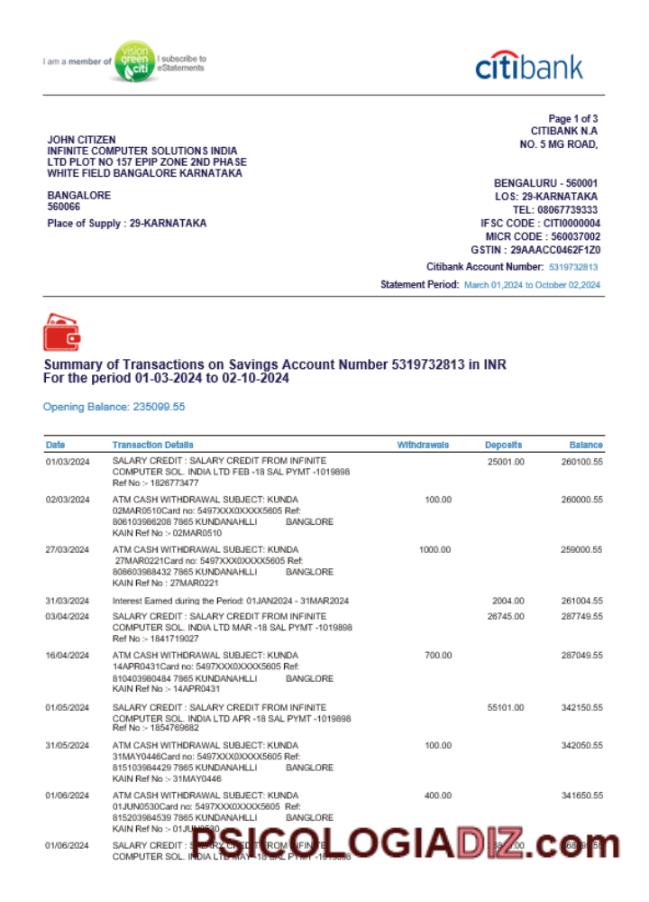 I am a member of vision green citi I subscribe to eStatements
citibank
Page 1 of 3
CITIBANK N.A
NO. 5 MG ROAD,
JOHN CITIZEN
INFINITE COMPUTER SOLUTIONS INDIA
LTD PLOT NO 157 EPIP ZONE 2ND PHASE
WHITE FIELD BANGALORE KARNATAKA
BANGALORE
560066
Place of Supply : 29-KARNATAKA
BENGALURU - 560001
LOS: 29-KARNATAKA
TEL: 08067739333
IFSC CODE : CITI0000004
MICR CODE : 560037002
GSTIN : 29AAACC0462F1Z0
Citibank Account Number: 5319732813
Statement Period: March 01,2024 to October 02,2024
Summary of Transactions on Savings Account Number 5319732813 in INR
For the period 01-03-2024 to 02-10-2024
Opening Balance: 235099.55
Date Transaction Details Withdrawals Deposits Balance
01/03/2024 SALARY CREDIT : SALARY CREDIT FROM INFINITE 25001.00 260100.55
COMPUTER SOL. INDIA LTD FEB -18 SAL PYMT -1019898
Ref No :- 1826773477
02/03/2024 ATM CASH WITHDRAWAL SUBJECT: KUNDA 100.00 260000.55
02MAR0510Card no: 5497XXX0XXXX5605 Ref:
806103986208 7865 KUNDANAHLLI BANGLORE
KAIN Ref No :- 02MAR0510
27/03/2024 ATM CASH WITHDRAWAL SUBJECT: KUNDA 1000.00 259000.55
27MAR0221Card no: 5497XXX0XXXX5605 Ref:
808603988432 7865 KUNDANAHLLI BANGLORE
KAIN Ref No : 27MAR0221
31/03/2024 Interest Earned during the Period: 01JAN2024 - 31MAR2024 2004.00 261004.55
03/04/2024 SALARY CREDIT : SALARY CREDIT FROM INFINITE 26745.00 287749.55
COMPUTER SOL. INDIA LTD MAR -18 SAL PYMT -1019898
Ref No :- 1841719027
16/04/2024 ATM CASH WITHDRAWAL SUBJECT: KUNDA 700.00 287049.55
14APR0431Card no: 5497XXX0XXXX5605 Ref:
810403980484 7865 KUNDANAHLLI BANGLORE
KAIN Ref No :- 14APR0431
01/05/2024 SALARY CREDIT : SALARY CREDIT FROM INFINITE 55101.00 342150.55
COMPUTER SOL. INDIA LTD APR -18 SAL PYMT -1019898
Ref No :- 1854769682
31/05/2024 ATM CASH WITHDRAWAL SUBJECT: KUNDA 100.00 342050.55
31MAY0446Card no: 5497XXX0XXXX5605 Ref:
815103984429 7865 KUNDANAHLLI BANGLORE
KAIN Ref No :- 31MAY0446
01/06/2024 ATM CASH WITHDRAWAL SUBJECT: KUNDA 400.00 341650.55
01JUN0530Card no: 5497XXX0XXXX5605 Ref:
815203984539 7865 KUNDANAHLLI BANGLORE
KAIN Ref No :- 01JUN0530
01/06/2024 SALARY CREDIT : SALARY CREDIT FROM INFINITE
COMPUTER SOL. INDIA LTD MAY -18 SAL PYMT -1019898
PSICOLOGIADIZ.com